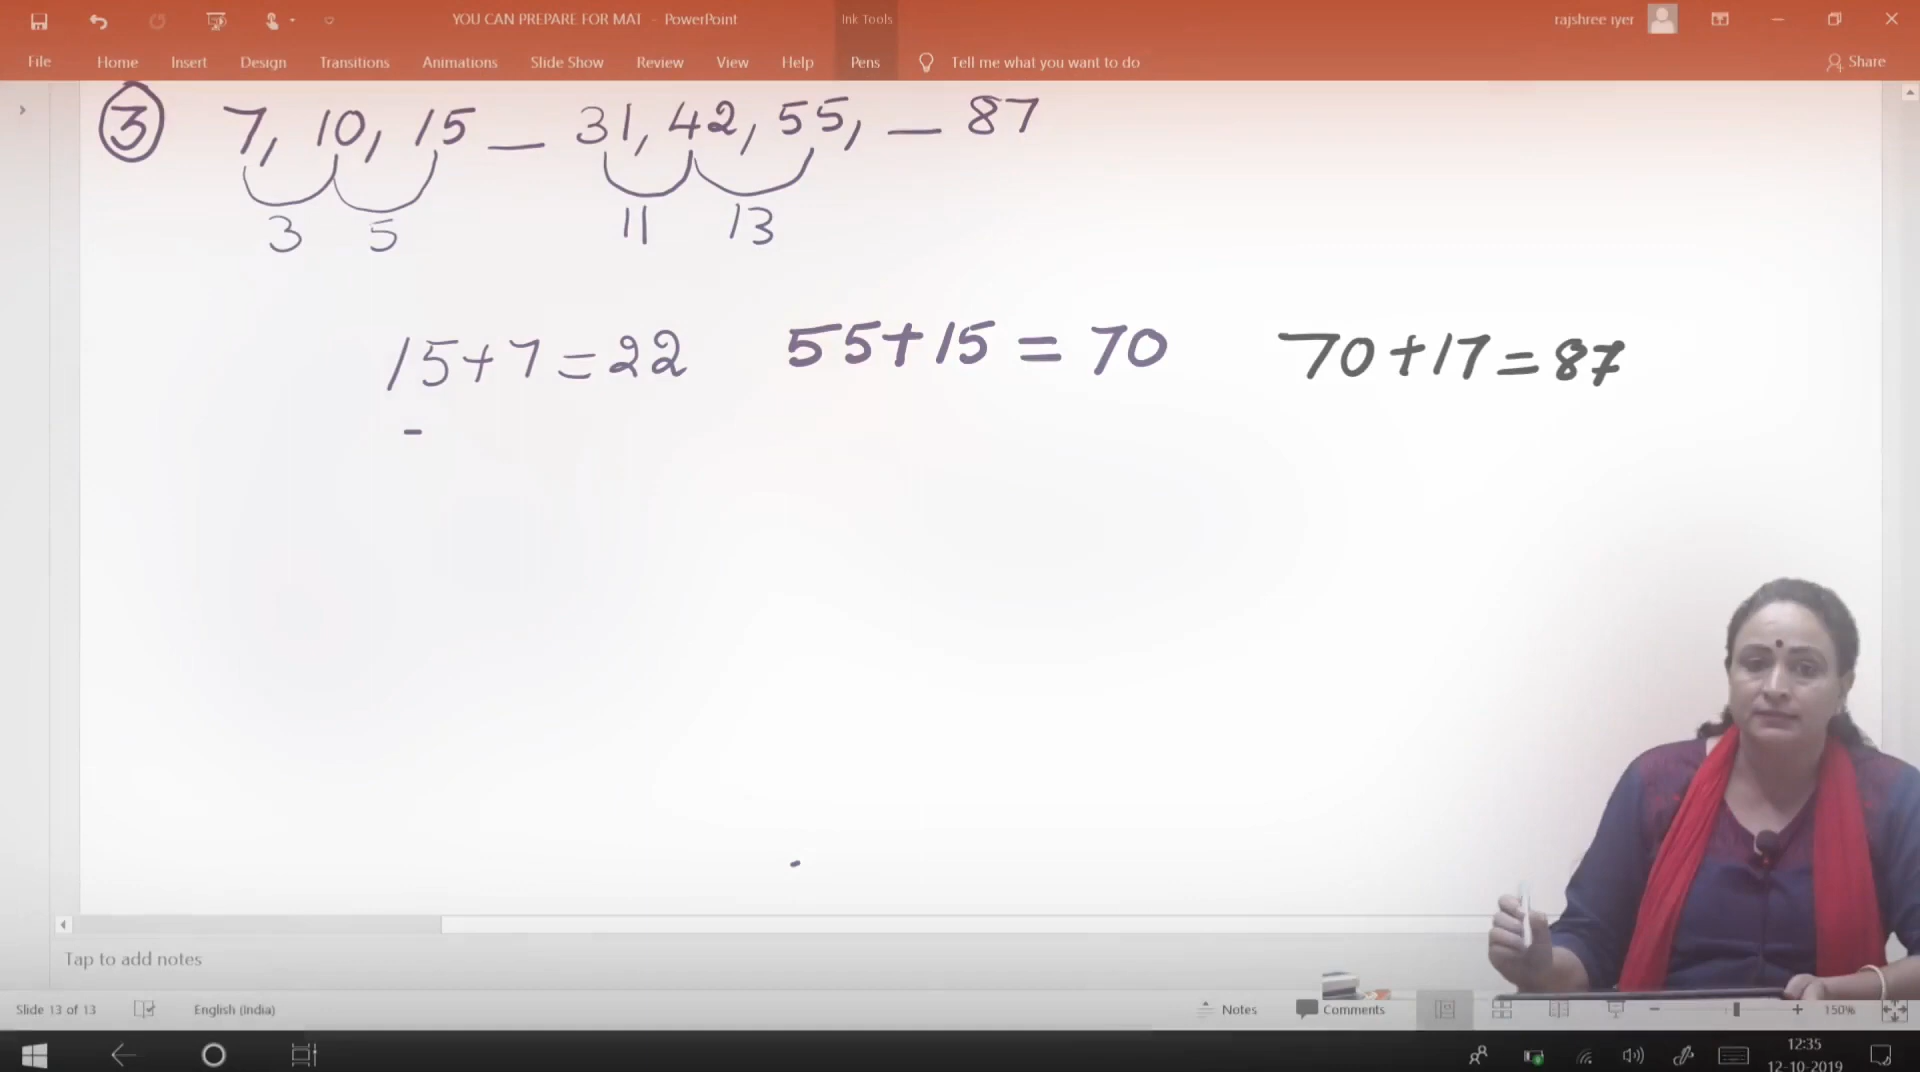 YOU CAN PREPARE FOR MAT - PowerPoint
Ink Tools
rajshree iyer
File Home Insert Design Transitions Animations Slide Show Review View Help Pens Tell me what you want to do Share
3 7, 10, 15 _ 31, 42, 55, _ 87
3 5 11 13
15+7=22 55+15=70 70+17=87
-
Tap to add notes
Slide 13 of 13 English (India) Notes Comments - + 150%
12:35
12-10-2019